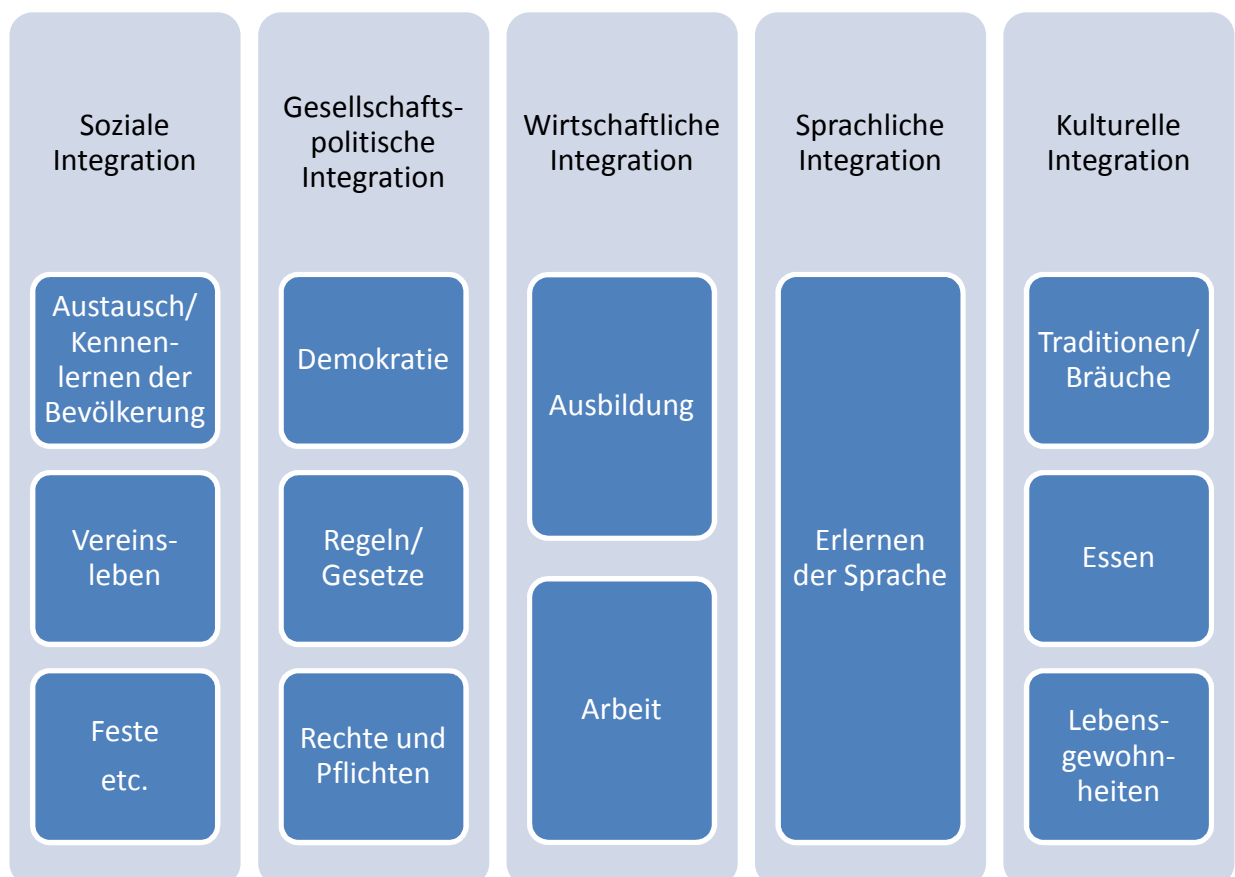 Soziale
Integration
Austausch/
Kennen-
lernen der
Bevölkerung
Vereins-
leben
Feste
etc.
Gesellschafts-
politische
Integration
Demokratie
Regeln/
Gesetze
Rechte und
Pflichten
Wirtschaftliche
Integration
Ausbildung
Arbeit
Sprachliche
Integration
Erlernen
der Sprache
Kulturelle
Integration
Traditionen/
Bräuche
Essen
Lebens-
gewohn-
heiten